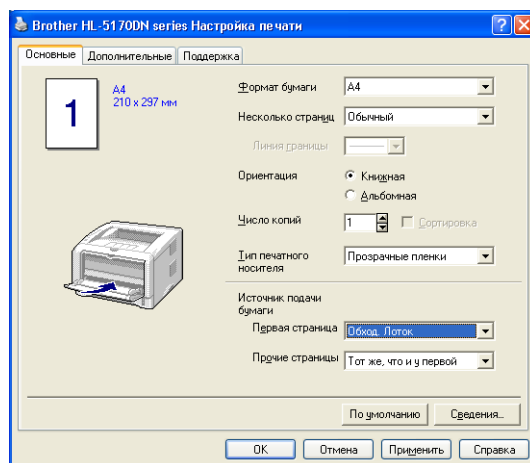 Brother HL-5170DN series Настройка печати
Основные Дополнительные Поддержка
1
A4
210 x 297 мм
Формат бумаги A4
Несколько страниц Обычный
Линия границы
Ориентация Книжная
Альбомная
Число копий 1 Сортировка
Тип печатного
носителя
Прозрачные пленки
Источник подачи
бумаги
Первая страница Обход. Лоток
Прочие страницы Тот же, что и у первой
По умолчанию Сведения...
OK Отмена Применить Справка